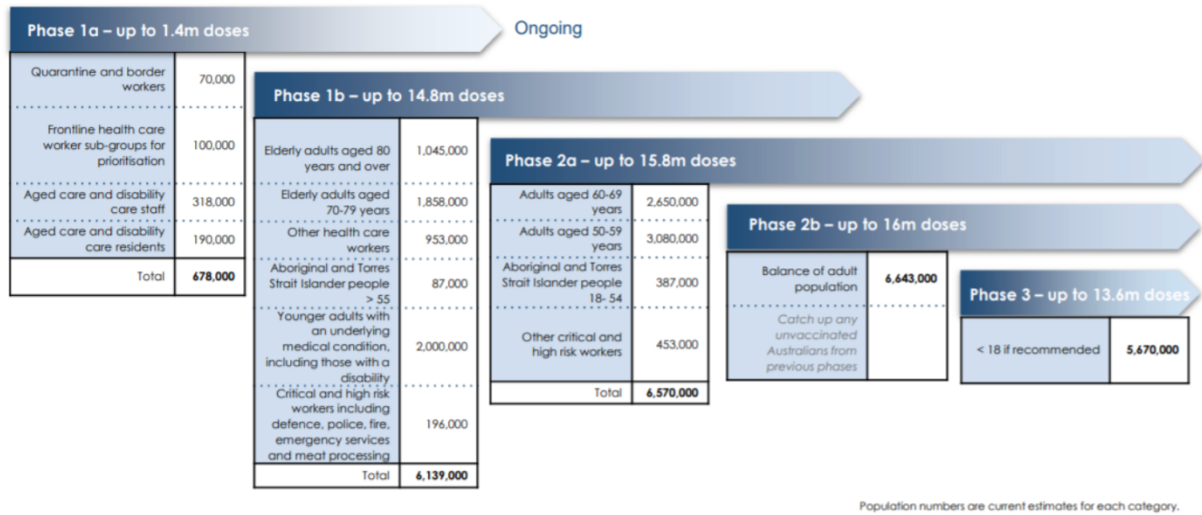 Phase 1a – up to 1.4m doses
Ongoing
Quarantine and border
workers
70,000
Frontline health care
worker sub-groups for
prioritisation
100,000
Aged care and disability
care staff
318,000
Aged care and disability
care residents
190,000
Total
678,000
Phase 1b – up to 14.8m doses
Elderly adults aged 80
years and over
1,045,000
Elderly adults aged
70-79 years
1,858,000
Other health care
workers
953,000
Aboriginal and Torres
Strait Islander people
> 55
87,000
Younger adults with
an underlying
medical condition,
including those with a
disability
2,000,000
Critical and high risk
workers including
defence, police, fire,
emergency services
and meat processing
196,000
Total
6,139,000
Phase 2a – up to 15.8m doses
Adults aged 60-69
years
2,650,000
Adults aged 50-59
years
3,080,000
Aboriginal and Torres
Strait Islander people
18- 54
387,000
Other critical and
high risk workers
453,000
Total
6,570,000
Phase 2b – up to 16m doses
Balance of adult
population
6,643,000
Catch up any
unvaccinated
Australians from
previous phases
Phase 3 – up to 13.6m doses
< 18 if recommended
5,670,000
Population numbers are current estimates for each category.